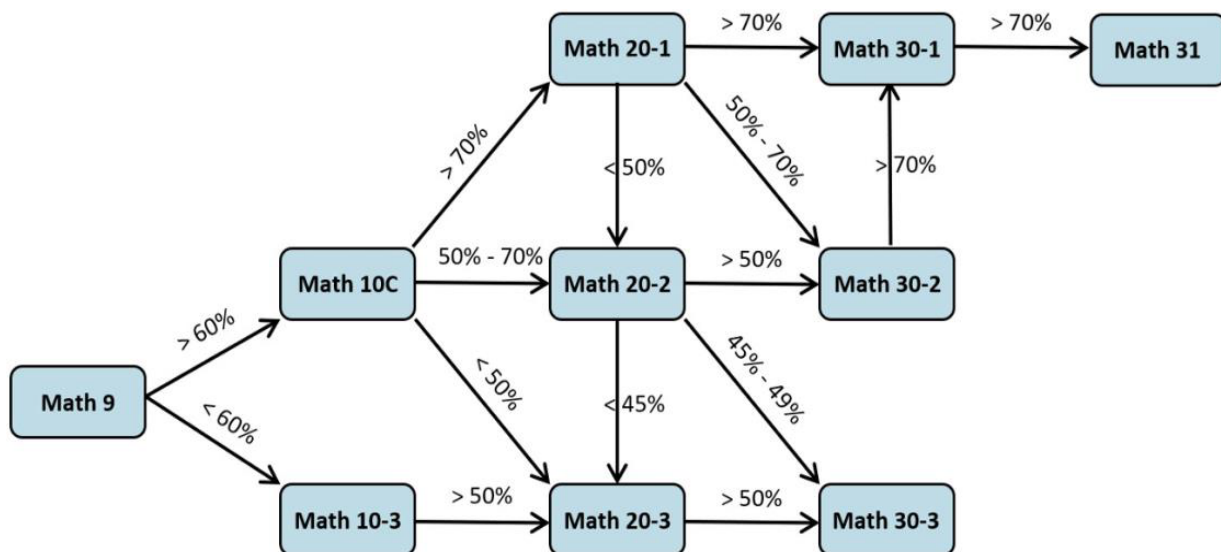 Math 20-1
> 70%
Math 30-1
> 70%
Math 31
> 70%
< 50%
50% - 70%
> 70%
Math 10C
50% - 70%
Math 20-2
> 50%
Math 30-2
> 60%
Math 9
< 60%
< 50%
< 45%
45% - 49%
Math 10-3
> 50%
Math 20-3
> 50%
Math 30-3